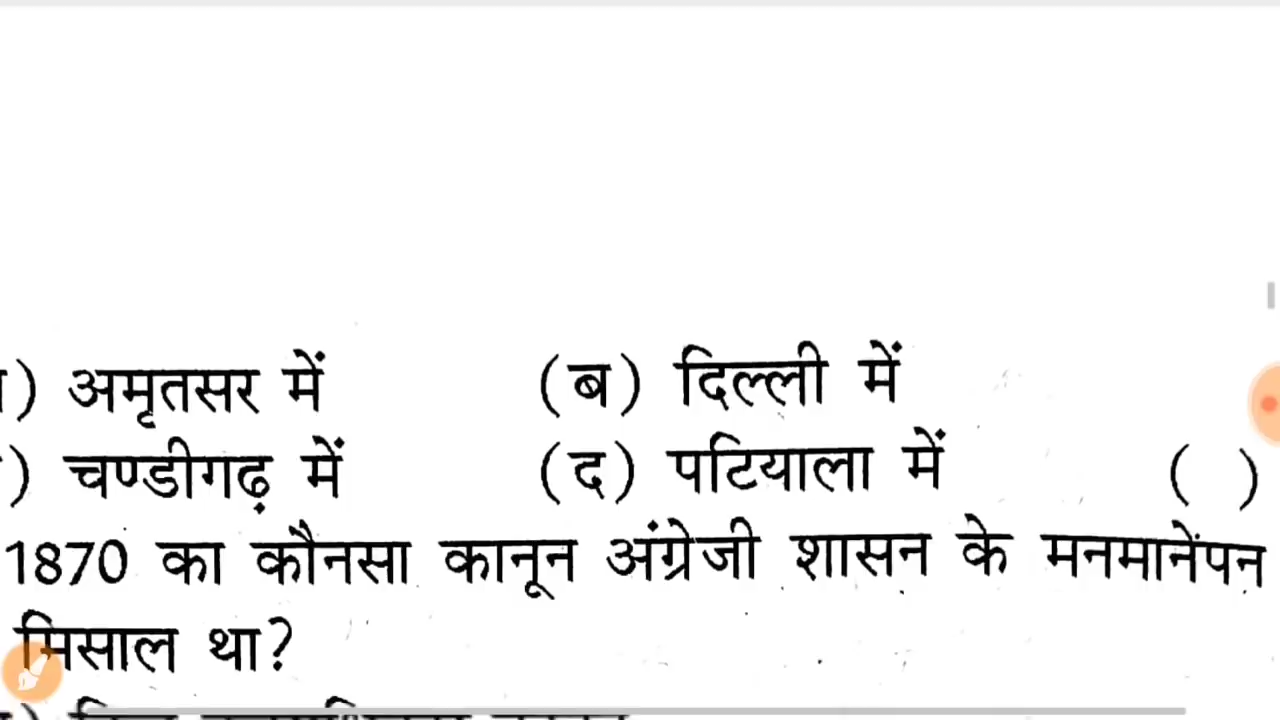 ) अमृतसर में (ब) दिल्ली में
) चण्डीगढ़ में (द) पटियाला में ( )
1870 का कौनसा कानून अंग्रेजी शासन के मनमानेंपन
मिसाल था?